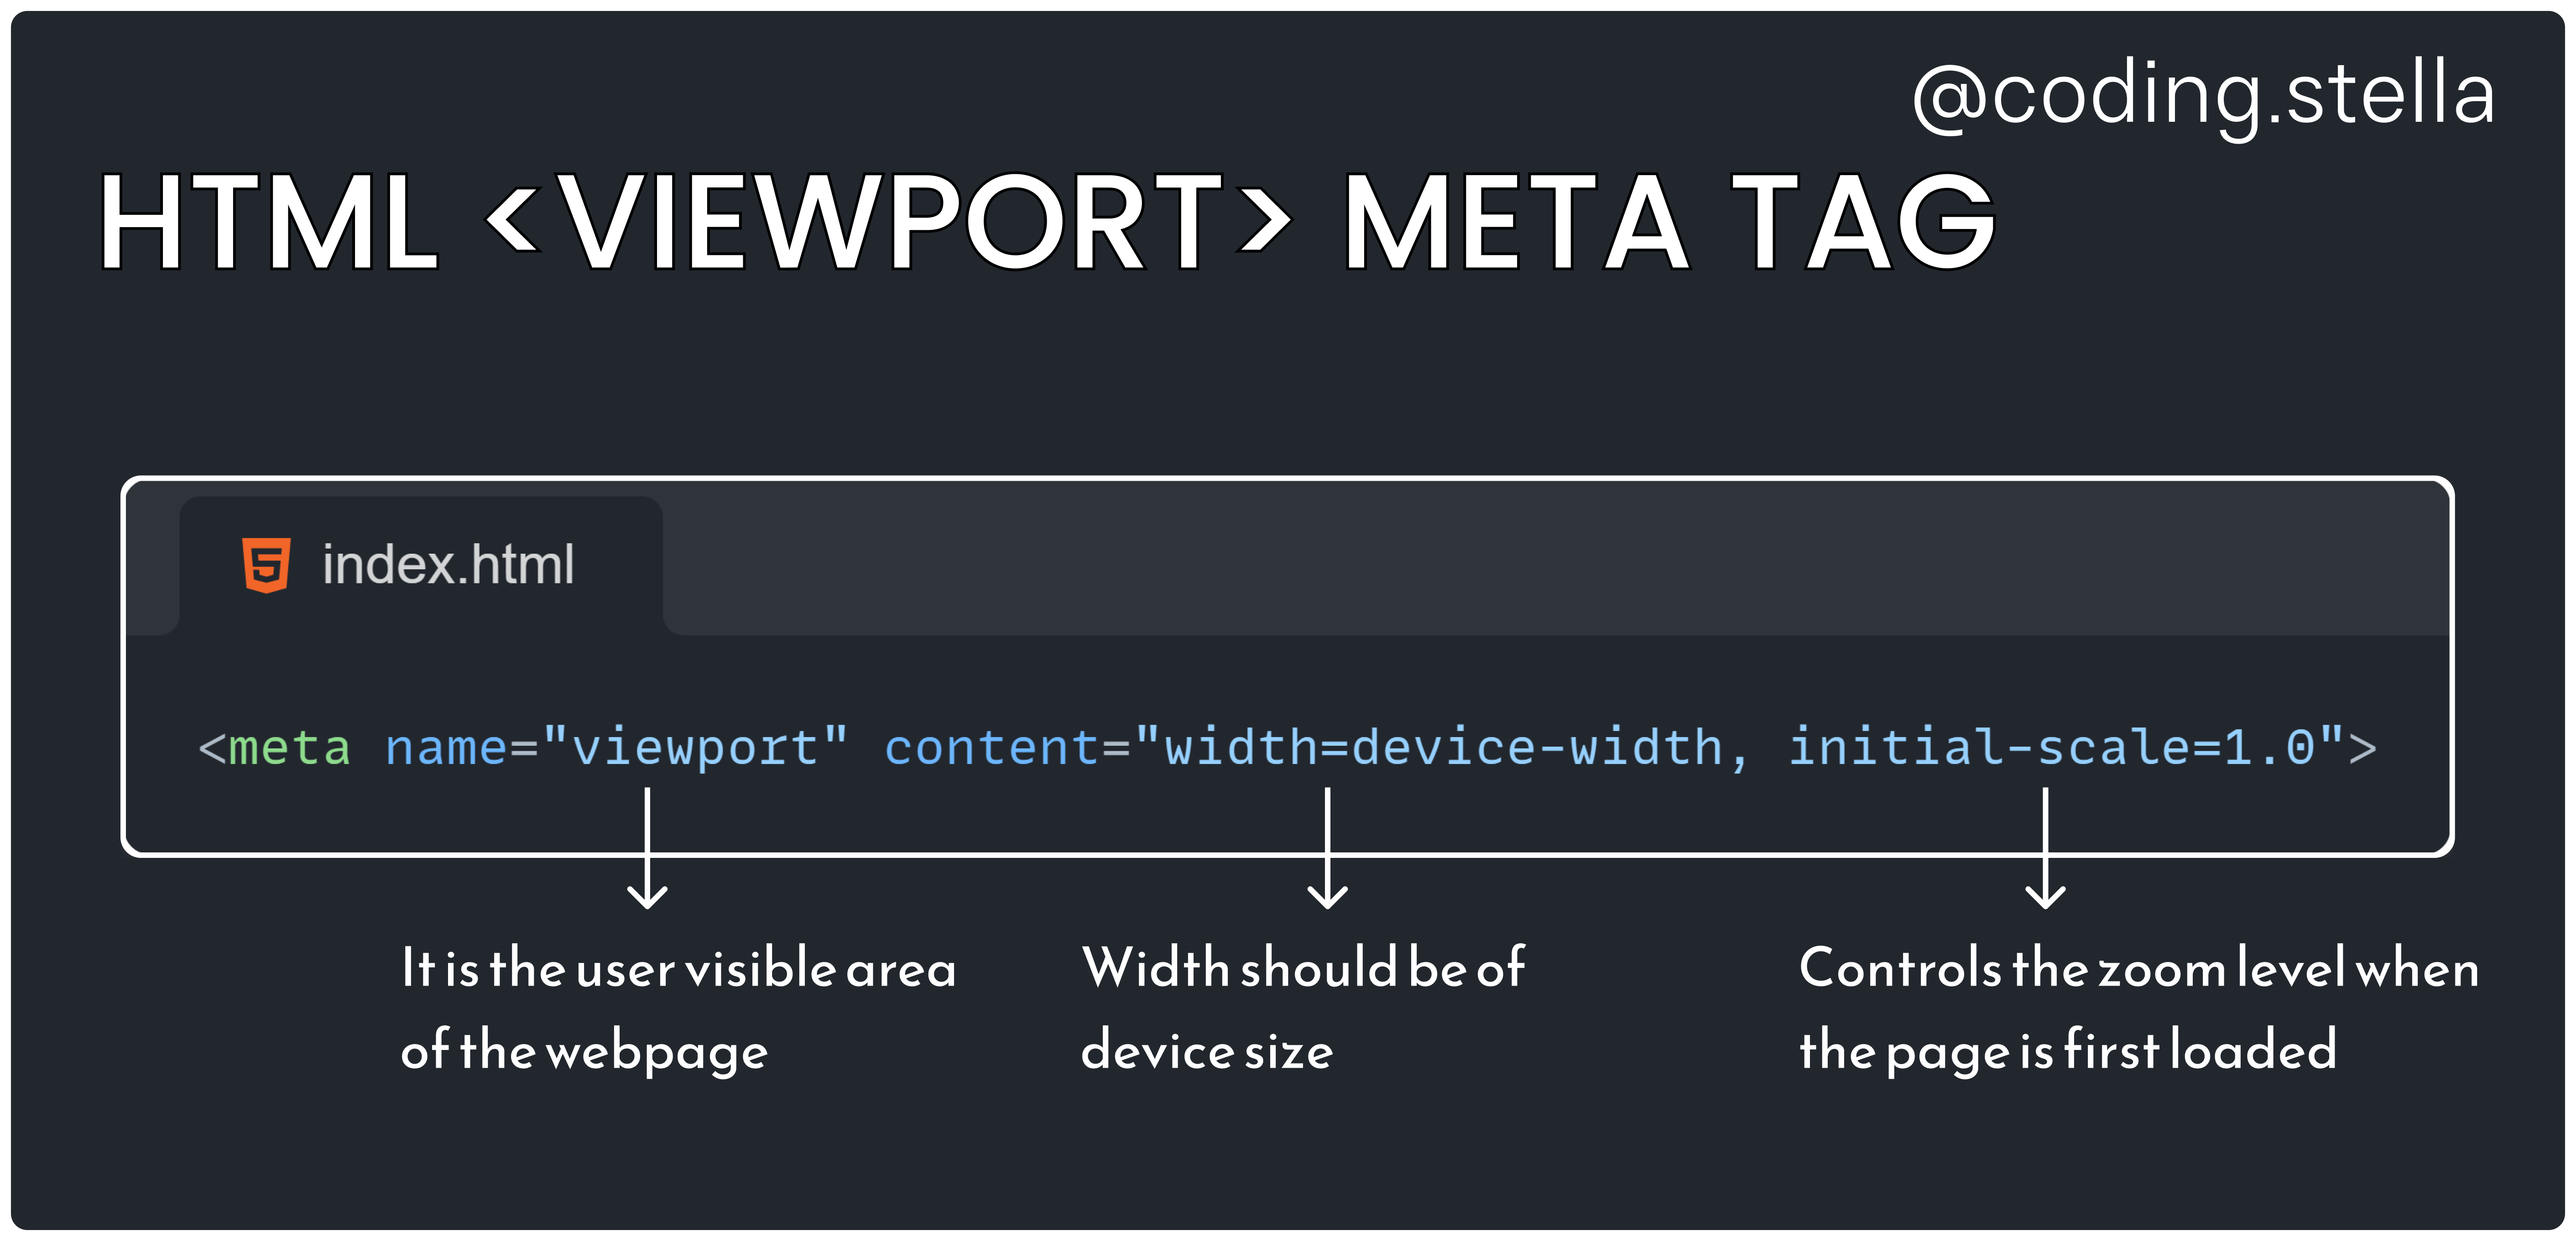 @coding.stella
HTML <VIEWPORT> META TAG
index.html
<meta name="viewport" content="width=device-width, initial-scale=1.0">
It is the user visible area
of the webpage
Width should be of
device size
Controls the zoom level when
the page is first loaded